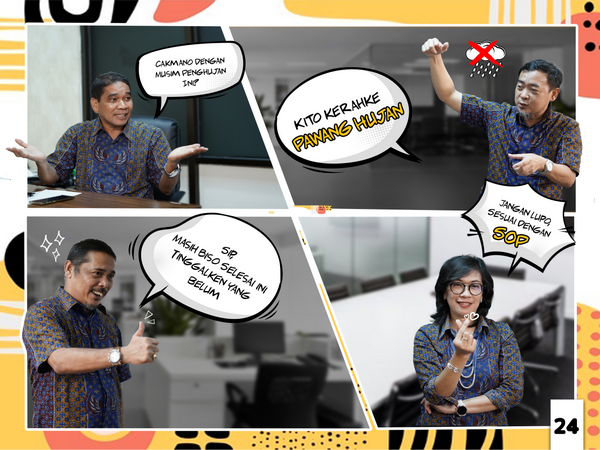 CAKMANO DENGAN
MUSIM PENGHUJAN
INI?
KITO KERAHKE
PAWANG HUJAN
SIP,
MASIH BISO SELESAI INI
TINGGALKEN YANG
BELUM
JANGAN LUPO,
SESUAI DENGAN
SOP
24